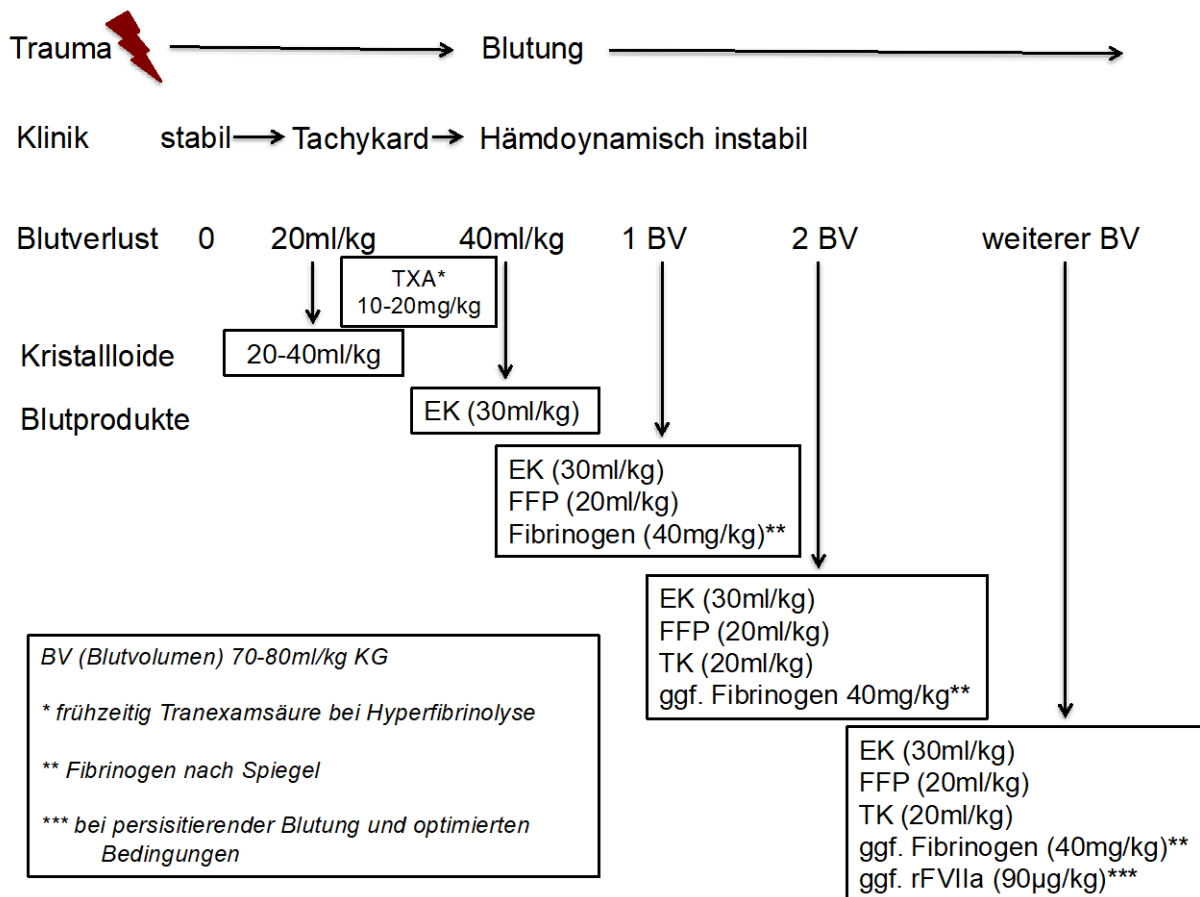 Trauma
Blutung
Klinik stabil Tachykard Hämdoynamisch instabil
Blutverlust 0 20ml/kg 40ml/kg 1 BV 2 BV weiterer BV
TXA*
10-20mg/kg
Kristallloide 20-40ml/kg
Blutprodukte EK (30ml/kg)
EK (30ml/kg)
FFP (20ml/kg)
Fibrinogen (40mg/kg)**
EK (30ml/kg)
FFP (20ml/kg)
TK (20ml/kg)
ggf. Fibrinogen 40mg/kg**
BV (Blutvolumen) 70-80ml/kg KG
* frühzeitig Tranexamsäure bei Hyperfibrinolyse
** Fibrinogen nach Spiegel
*** bei persisitierender Blutung und optimierten
Bedingungen
EK (30ml/kg)
FFP (20ml/kg)
TK (20ml/kg)
ggf. Fibrinogen (40mg/kg)**
ggf. rFVIIa (90µg/kg)***